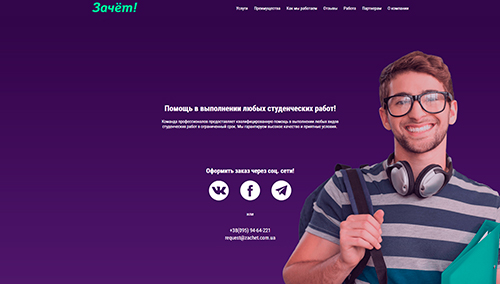 Зачёт!
Услуги Преимущества Как мы работаем Отзывы Работа Партнерам О компании
Помощь в выполнении любых студенческих работ!
Команда профессионалов предоставляет квалифицированную помощь в выполнении любых видов
студенческих работ в ограниченный срок. Мы гарантируем высокое качество и приятные условия.
Оформить заказ через соц. сети!
или
+38(095) 94-64-221
request@zachet.com.ua